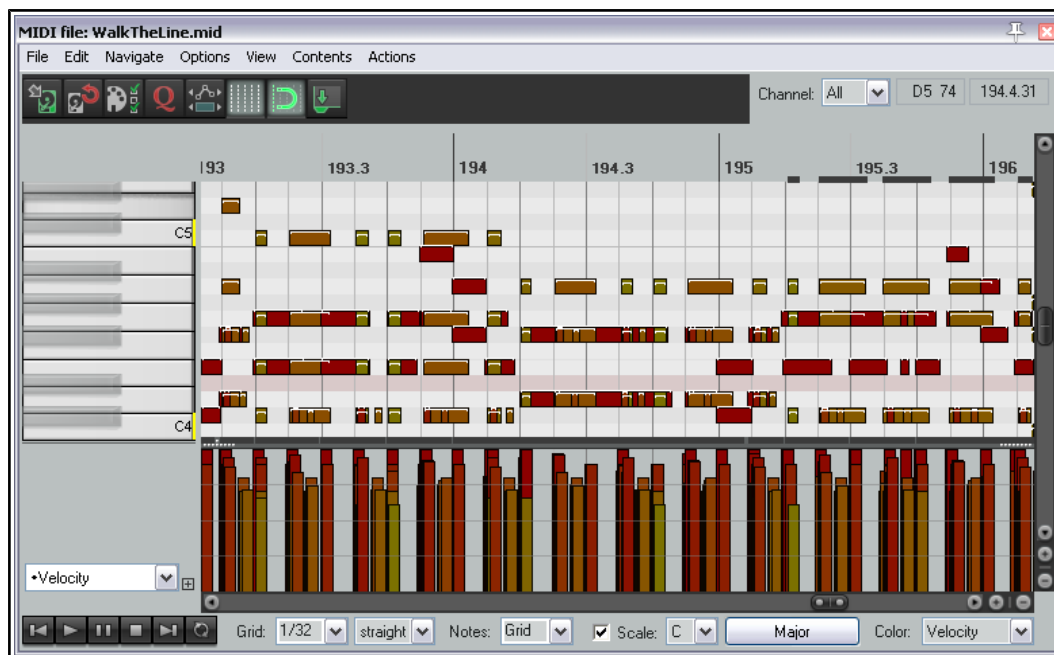 MIDI file: WalkTheLine.mid
File Edit Navigate Options View Contents Actions
Q
Channel: All D5 74 194.4.31
193 193.3 194 194.3 195 195.3 196
C5
C4
•Velocity
Grid: 1/32 straight Notes: Grid Scale: C Major Color: Velocity